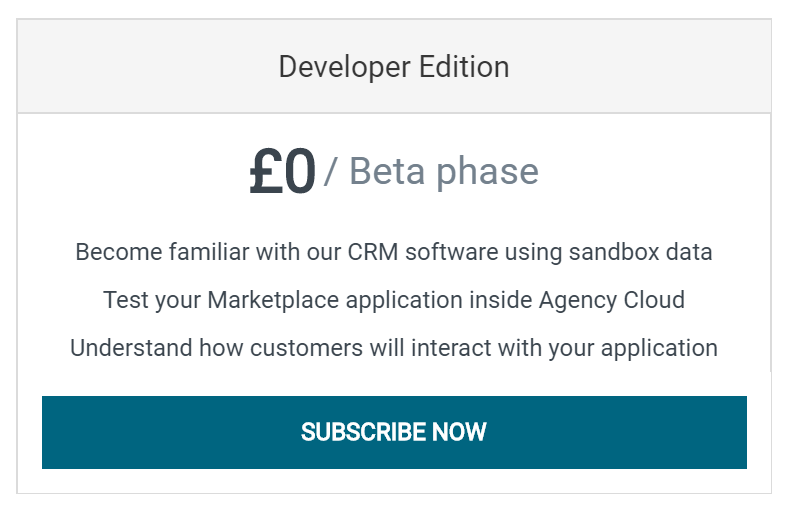 Developer Edition
£0 / Beta phase
Become familiar with our CRM software using sandbox data
Test your Marketplace application inside Agency Cloud
Understand how customers will interact with your application
SUBSCRIBE NOW